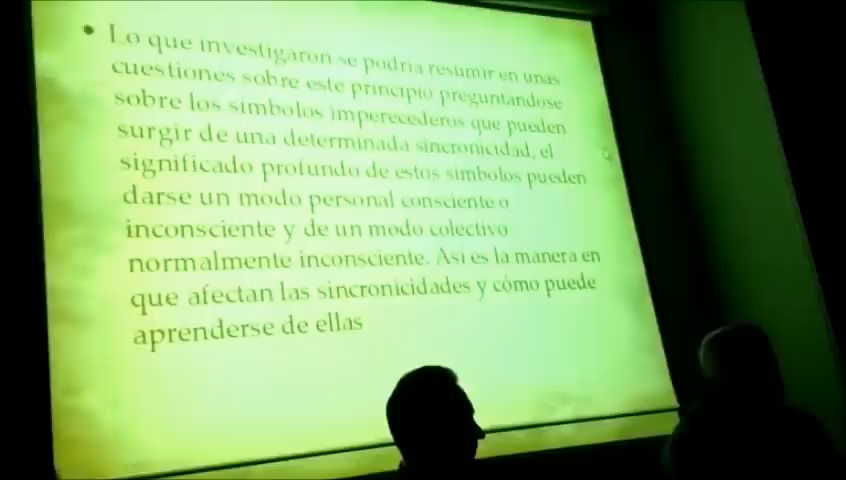 • Lo que investigaron se podría resumir en unas
cuestiones sobre este principio preguntándose
sobre los símbolos imperecederos que pueden
surgir de una determinada sincronicidad, el
significado profundo de estos símbolos pueden
darse un modo personal consciente o
inconsciente y de un modo colectivo
normalmente inconsciente. Así es la manera en
que afectan las sincronicidades y cómo puede
aprenderse de ellas